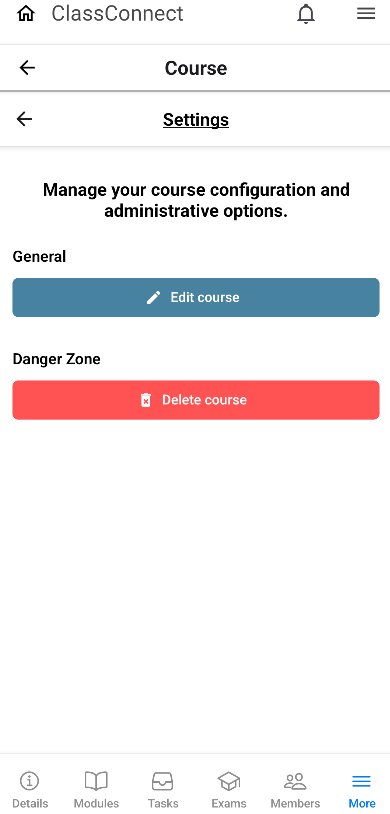 ClassConnect
Course
Settings
Manage your course configuration and
administrative options.
General
Edit course
Danger Zone
Delete course
Details Modules Tasks Exams Members More